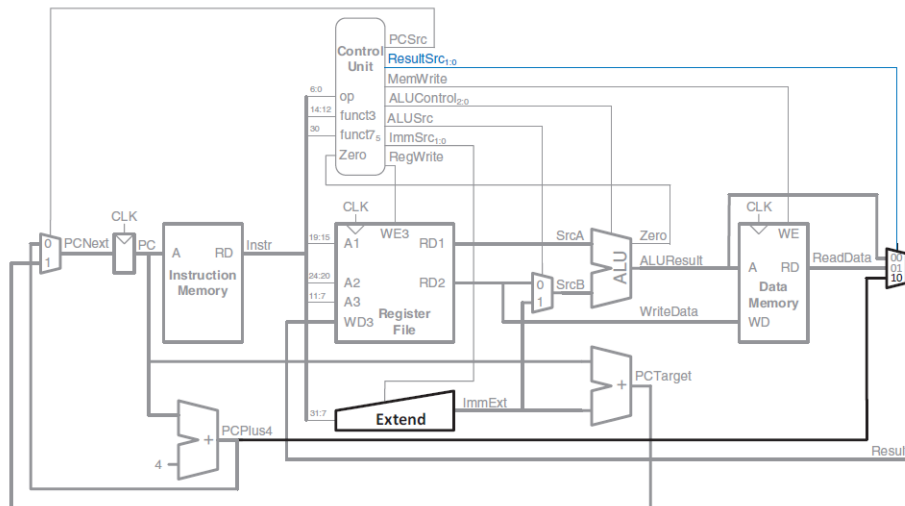 PCSrc
Control
Unit
ResultSrc1:0
MemWrite
6:0
op
ALUControl2:0
14:12
funct3
ALUSrc
30
funct75
ImmSrc1:0
Zero
RegWrite
CLK
CLK
CLK
0
1
PCNext
PC
A
RD
Instr
Instruction
Memory
19:15
A1
WE3
RD1
SrcA
Zero
WE
24:20
A2
RD2
0
1
SrcB
ALU
ALUResult
A
RD
ReadData
00
01
10
11:7
A3
Data
Memory
WD3
Register
File
WriteData
WD
+
PCTarget
31:7
Extend
ImmExt
+
PCPlus4
4
Resul